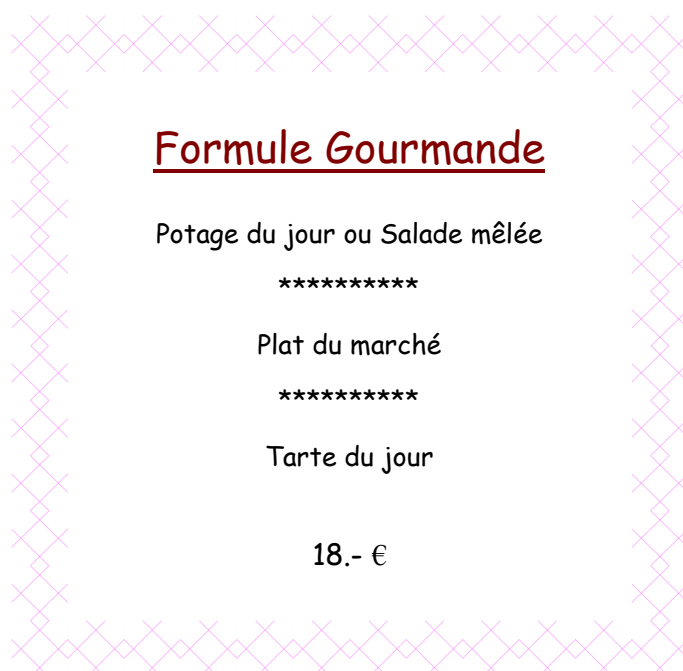 Formule Gourmande
Potage du jour ou Salade mêlée
**********
Plat du marché
**********
Tarte du jour
18.- €